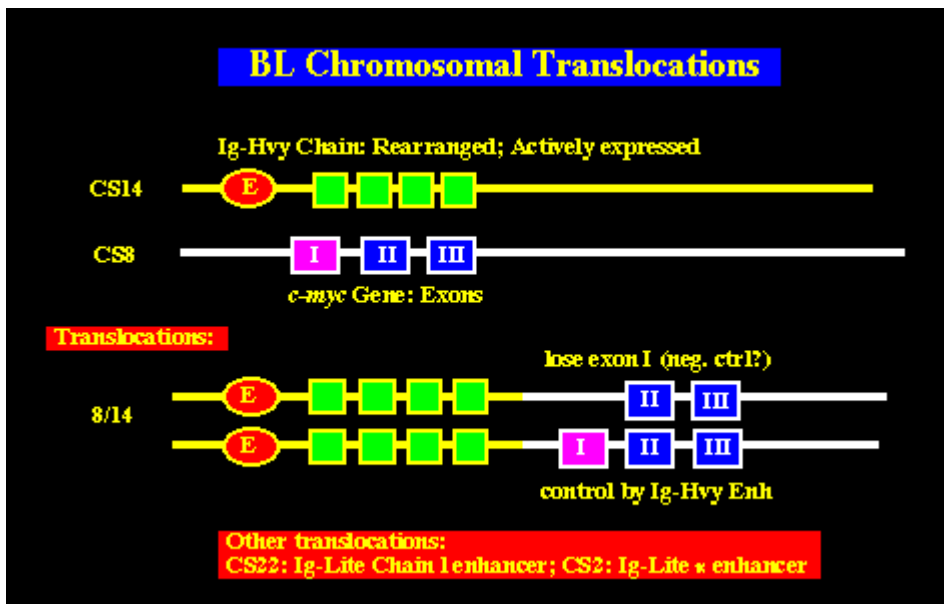 BL Chromosomal Translocations
Ig-Hvy Chain: Rearranged; Actively expressed
CS14 E
CS8 I II III
c-myc Gene: Exons
Translocations:
lose exon I (neg. ctrl?)
E II III
8/14
E I II III
control by Ig-Hvy Enh
Other translocations:
CS22: Ig-Lite Chain l enhancer; CS2: Ig-Lite κ enhancer